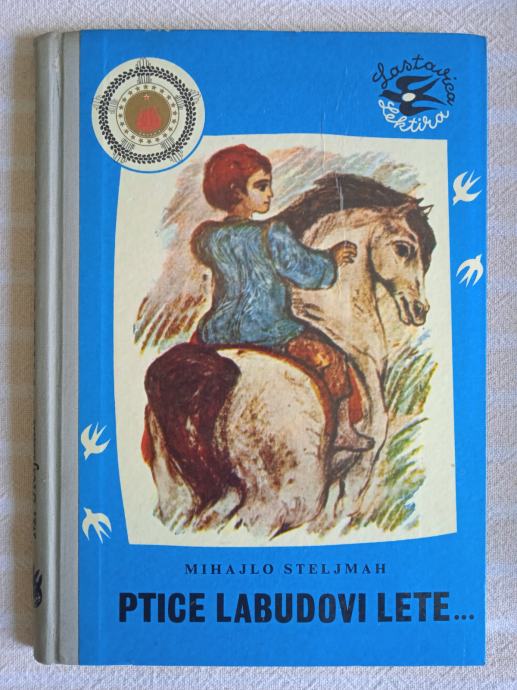 Lastavica
Lektira
MIHAJLO STELJMAH
PTICE LABUDOVI LETE...